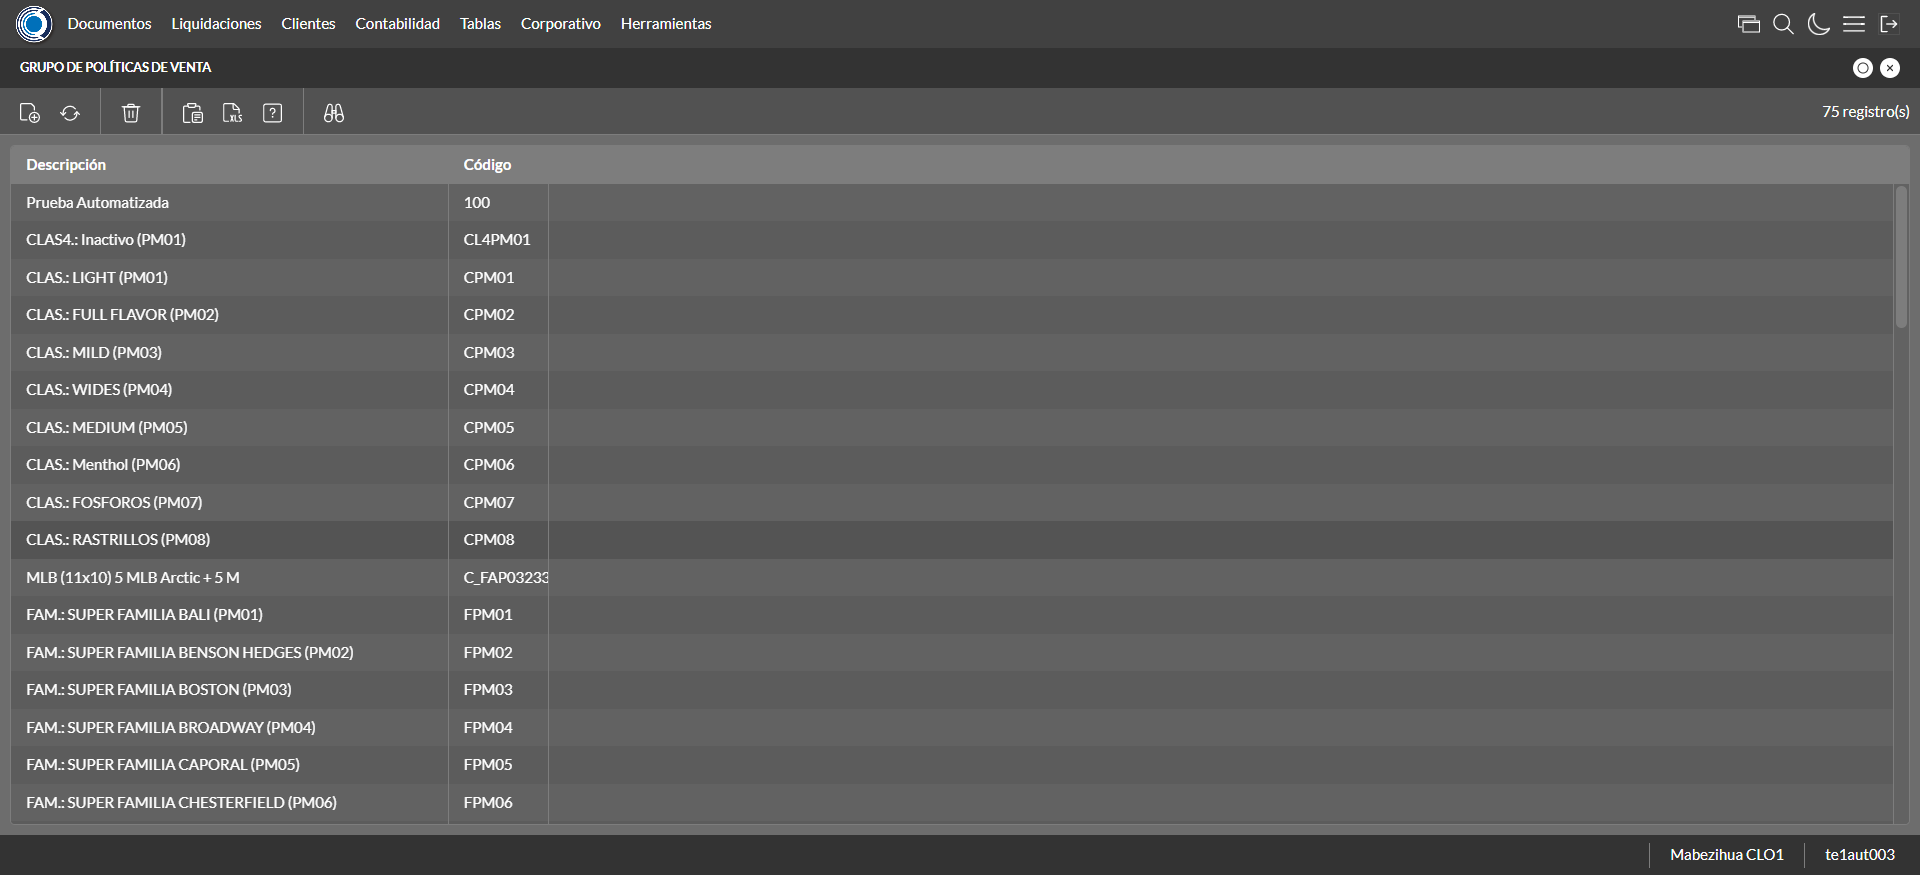 Documentos Liquidaciones Clientes Contabilidad Tablas Corporativo Herramientas
GRUPO DE POLÍTICAS DE VENTA
XLS ? 75 registro(s)
Descripción Código
Prueba Automatizada 100
CLAS4.: Inactivo (PM01) CL4PM01
CLAS.: LIGHT (PM01) CPM01
CLAS.: FULL FLAVOR (PM02) CPM02
CLAS.: MILD (PM03) CPM03
CLAS.: WIDES (PM04) CPM04
CLAS.: MEDIUM (PM05) CPM05
CLAS.: Menthol (PM06) CPM06
CLAS.: FOSFOROS (PM07) CPM07
CLAS.: RASTRILLOS (PM08) CPM08
MLB (11x10) 5 MLB Arctic + 5 M C_FAP03233
FAM.: SUPER FAMILIA BALI (PM01) FPM01
FAM.: SUPER FAMILIA BENSON HEDGES (PM02) FPM02
FAM.: SUPER FAMILIA BOSTON (PM03) FPM03
FAM.: SUPER FAMILIA BROADWAY (PM04) FPM04
FAM.: SUPER FAMILIA CAPORAL (PM05) FPM05
FAM.: SUPER FAMILIA CHESTERFIELD (PM06) FPM06
Mabezihua CLO1 te1aut003